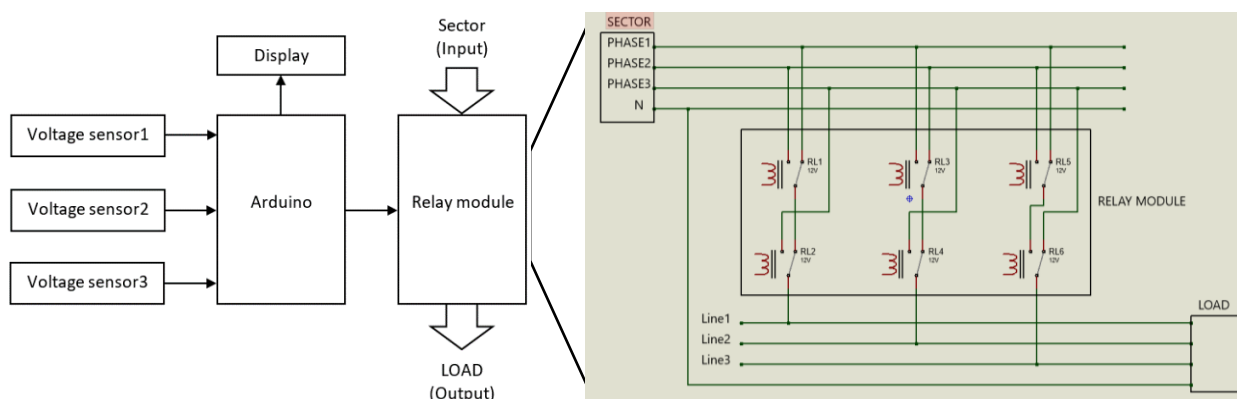 Display
Voltage sensor1
Voltage sensor2
Voltage sensor3
Arduino
Sector
(Input)
Relay module
LOAD
(Output)
SECTOR
PHASE1
PHASE2
PHASE3
N
RL1
12V
RL3
12V
RL5
12V
RELAY MODULE
RL2
12V
RL4
12V
RL6
12V
Line1
Line2
Line3
LOAD